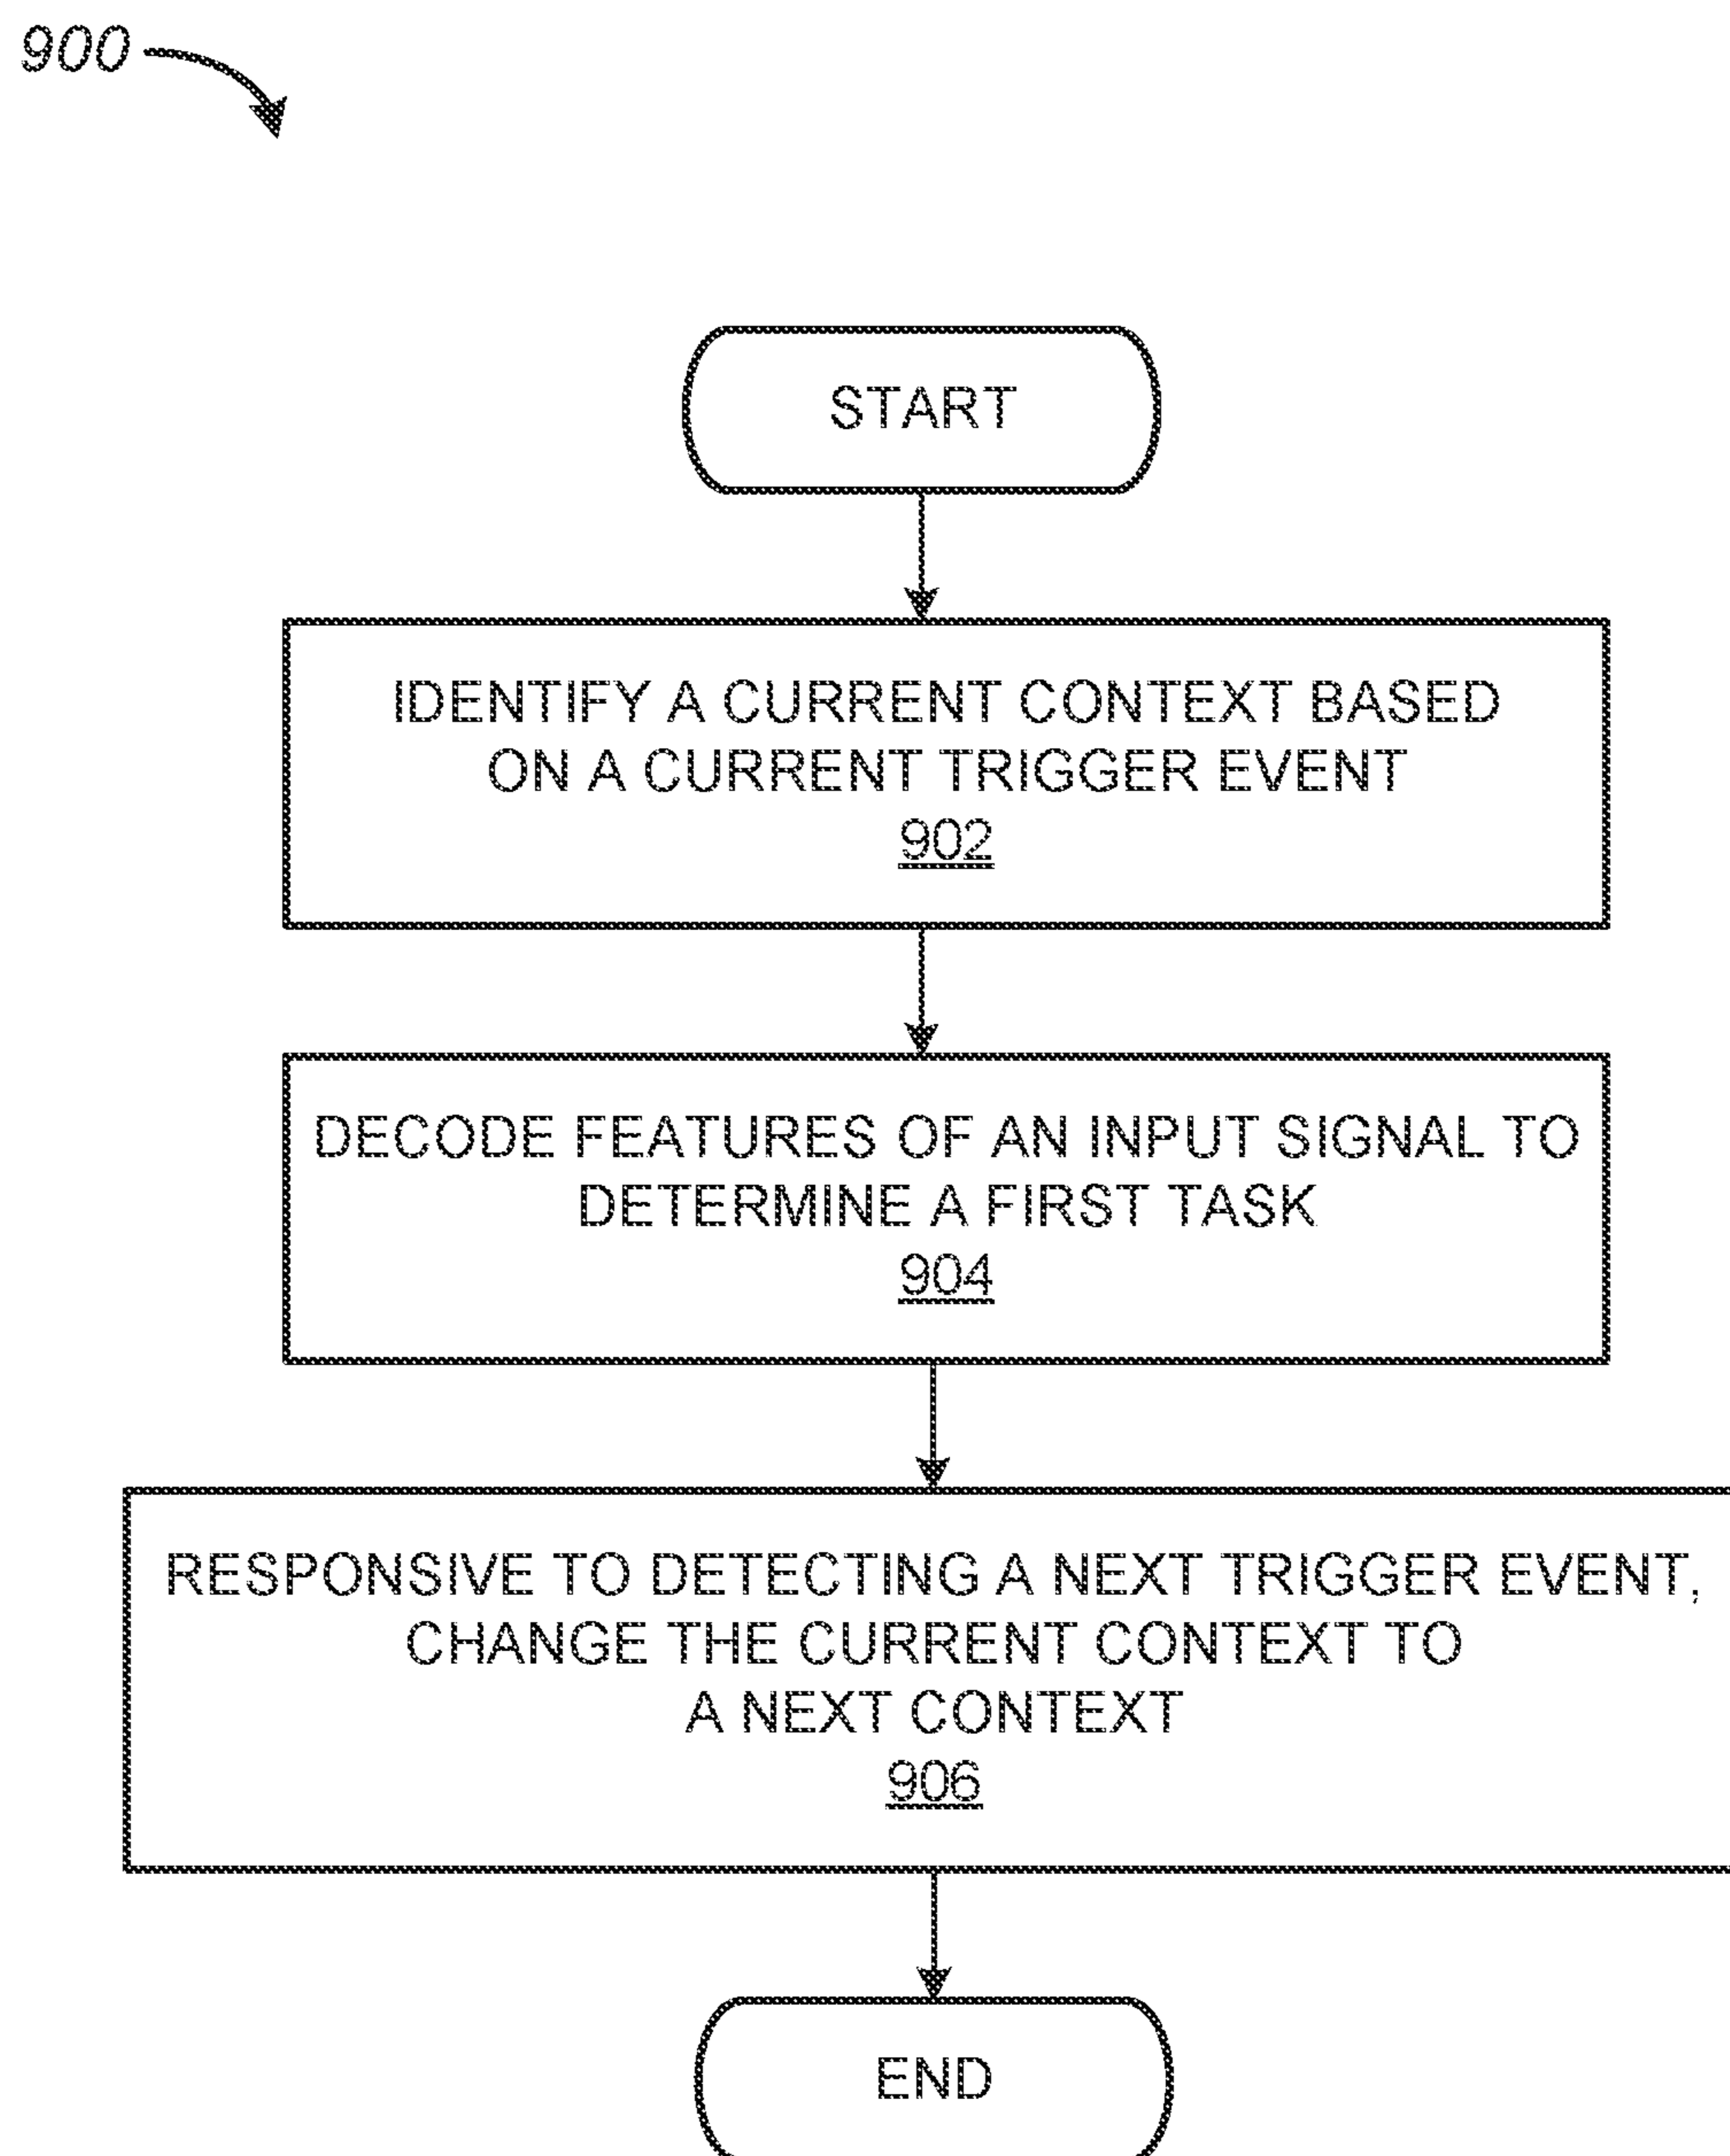 900
START
IDENTIFY A CURRENT CONTEXT BASED
ON A CURRENT TRIGGER EVENT
902
DECODE FEATURES OF AN INPUT SIGNAL TO
DETERMINE A FIRST TASK
904
RESPONSIVE TO DETECTING A NEXT TRIGGER EVENT,
CHANGE THE CURRENT CONTEXT TO
A NEXT CONTEXT
906
END